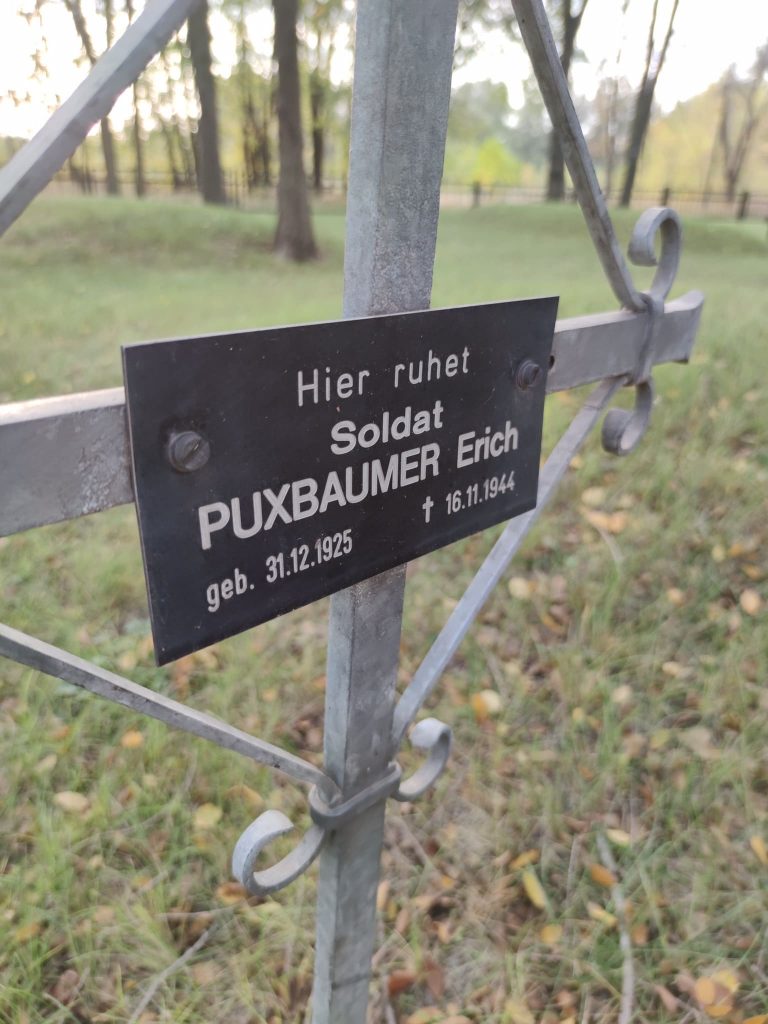 Hier ruhet
Soldat
PUXBAUMER Erich
geb. 31.12.1925 † 16.11.1944